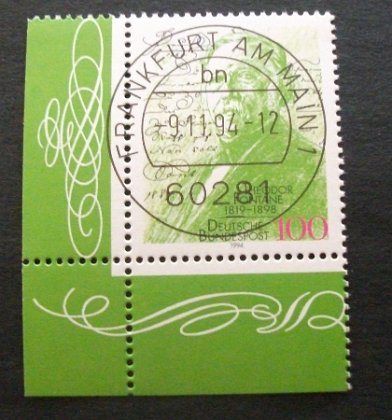 FRANKFURT AM MAIN 1
bn
-9.11.94-12
60281
THEODOR
FONTANE
1819-1898
DEUTSCHE
BUNDESPOST
100
1994